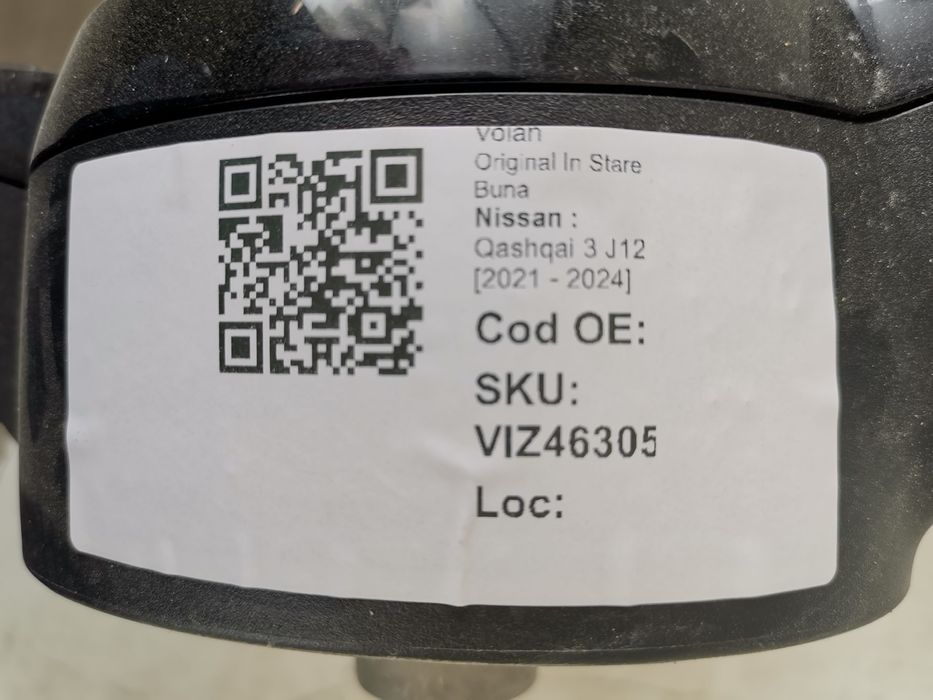 Volan
Original In Stare
Buna
Nissan :
Qashqai 3 J12
[2021 - 2024]
Cod OE:
SKU:
VIZ46305
Loc: